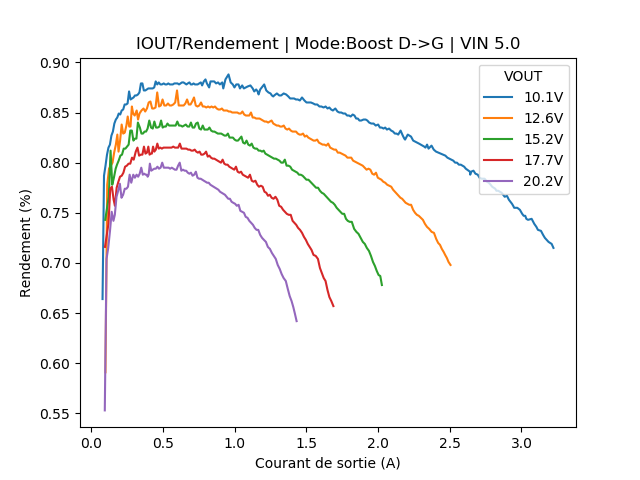 IOUT/Rendement | Mode:Boost D->G | VIN 5.0
Rendement (%)
0.90
0.85
0.80
0.75
0.70
0.65
0.60
0.55
VOUT
10.1V
12.6V
15.2V
17.7V
20.2V
0.0 0.5 1.0 1.5 2.0 2.5 3.0
Courant de sortie (A)